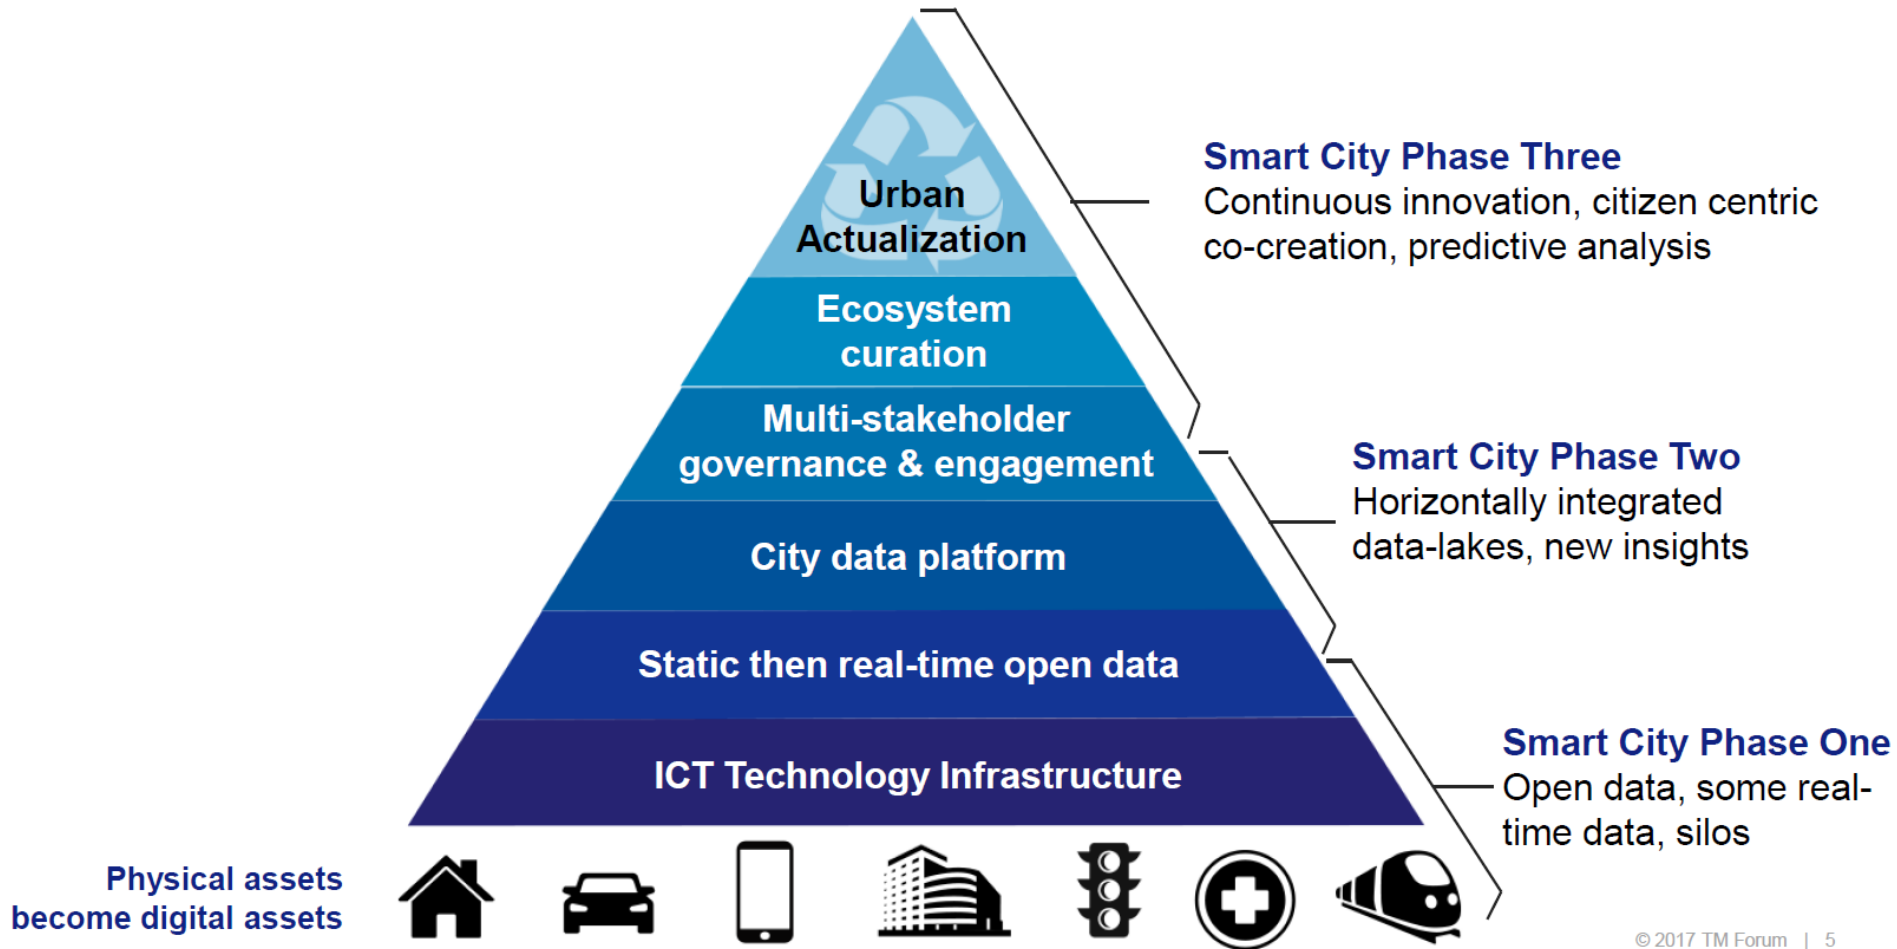 Urban
Actualization
Ecosystem
curation
Multi-stakeholder
governance & engagement
City data platform
Static then real-time open data
ICT Technology Infrastructure
Smart City Phase Three
Continuous innovation, citizen centric
co-creation, predictive analysis
Smart City Phase Two
Horizontally integrated
data-lakes, new insights
Smart City Phase One
Open data, some real-
time data, silos
Physical assets
become digital assets
© 2017 TM Forum | 5